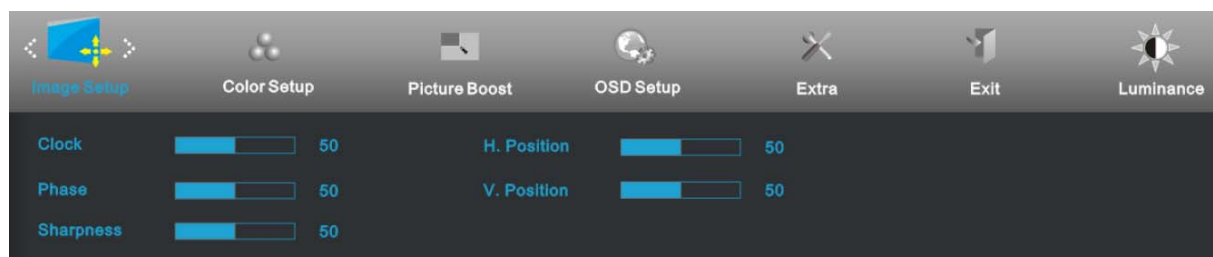 Image Setup Color Setup Picture Boost OSD Setup Extra Exit Luminance
Clock 50 H. Position 50
Phase 50 V. Position 50
Sharpness 50